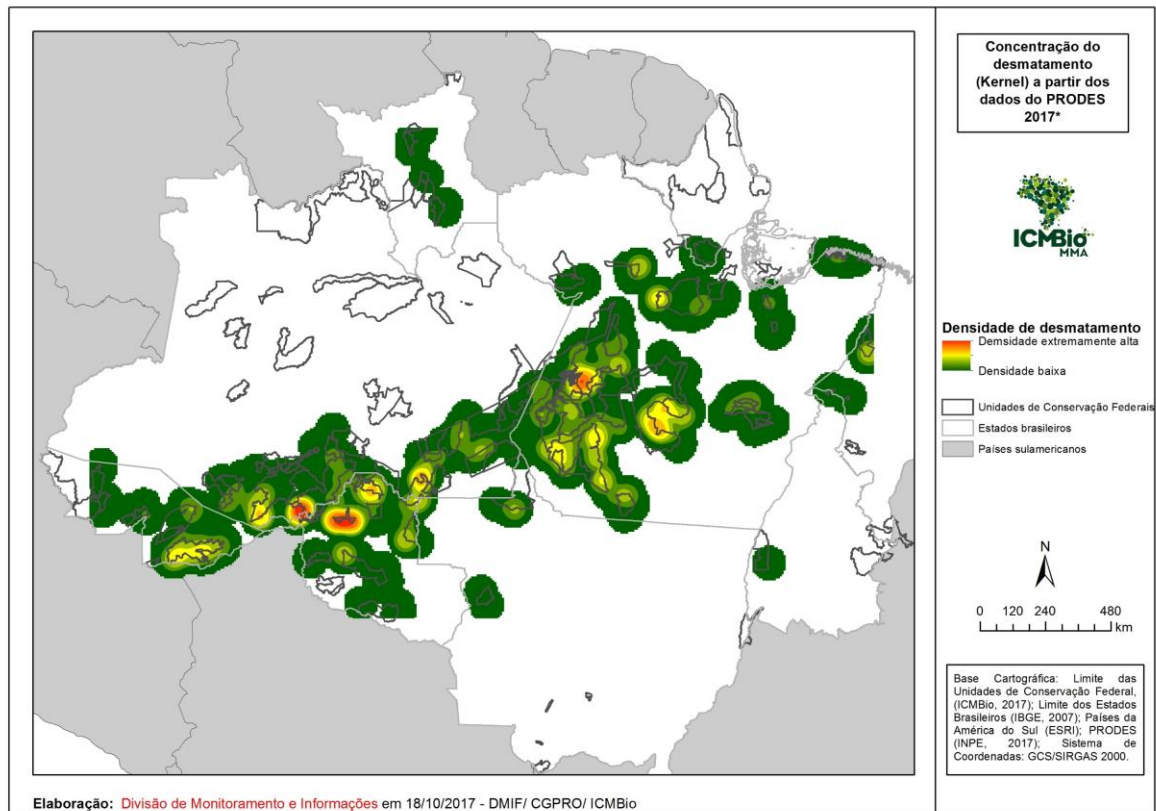 Concentração do
desmatamento
(Kernel) a partir dos
dados do PRODES
2017*
ICMBio
MMA
Densidade de desmatamento
Demsidade extremamente alta
Densidade baixa
Unidades de Conservação Federais
Estados brasileiros
Países sulamericanos
N
0 120 240 480
km
Base Cartográfica: Limite das
Unidades de Conservação Federal,
(ICMBio, 2017); Limite dos Estados
Brasileiros (IBGE, 2007); Países da
América do Sul (ESRI); PRODES
(INPE, 2017); Sistema de
Coordenadas: GCS/SIRGAS 2000.
Elaboração: Divisão de Monitoramento e Informações em 18/10/2017 - DMIF/ CGPRO/ ICMBio